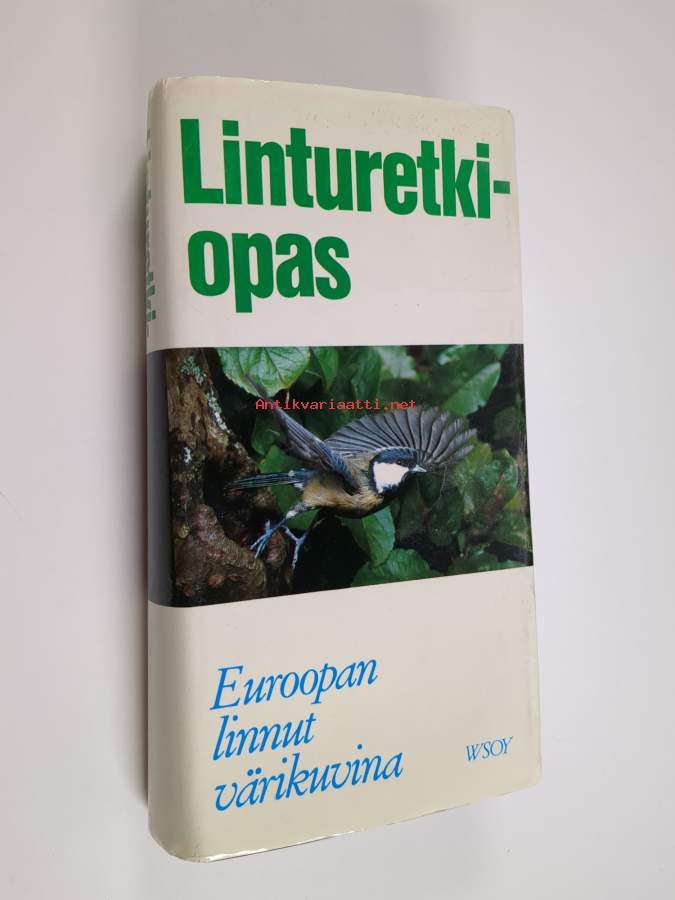 Linturetki-
opas
Antikvariaatti.net
Euroopan
linnut
värikuvina
WSOY